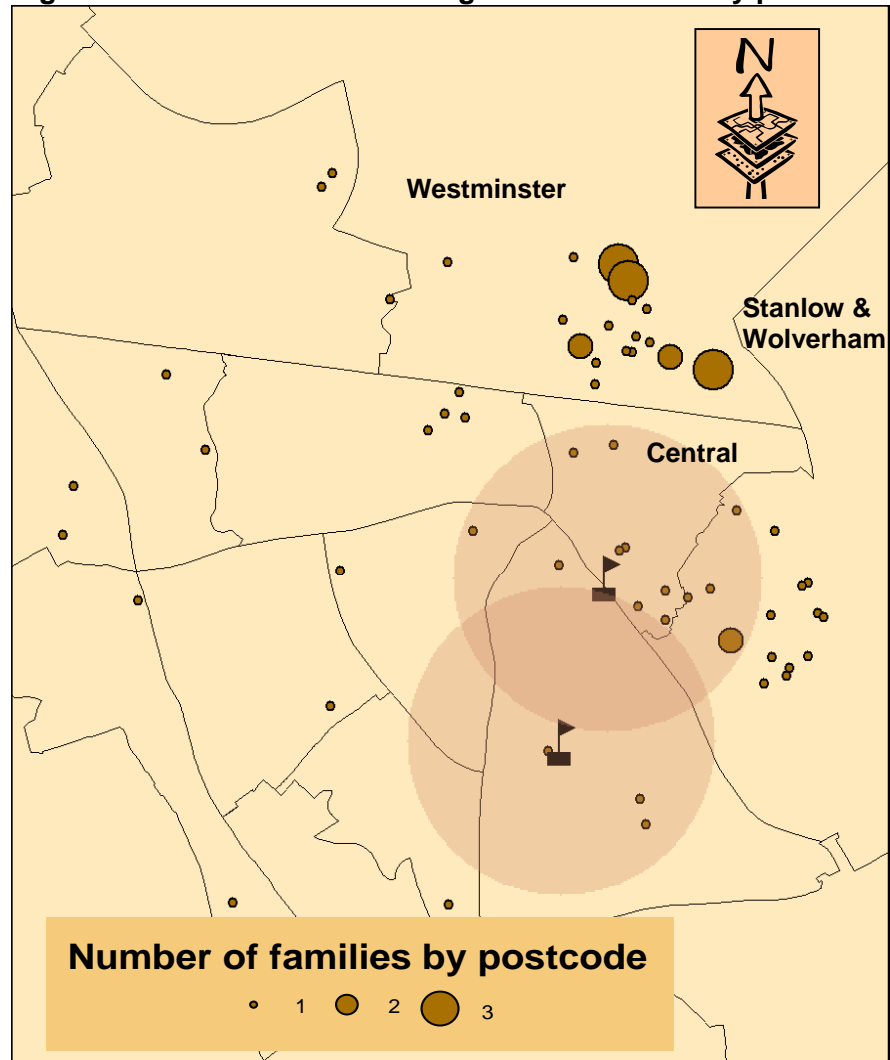 N
Westminster
Stanlow &
Wolverham
Central
Number of families by postcode
1 2 3